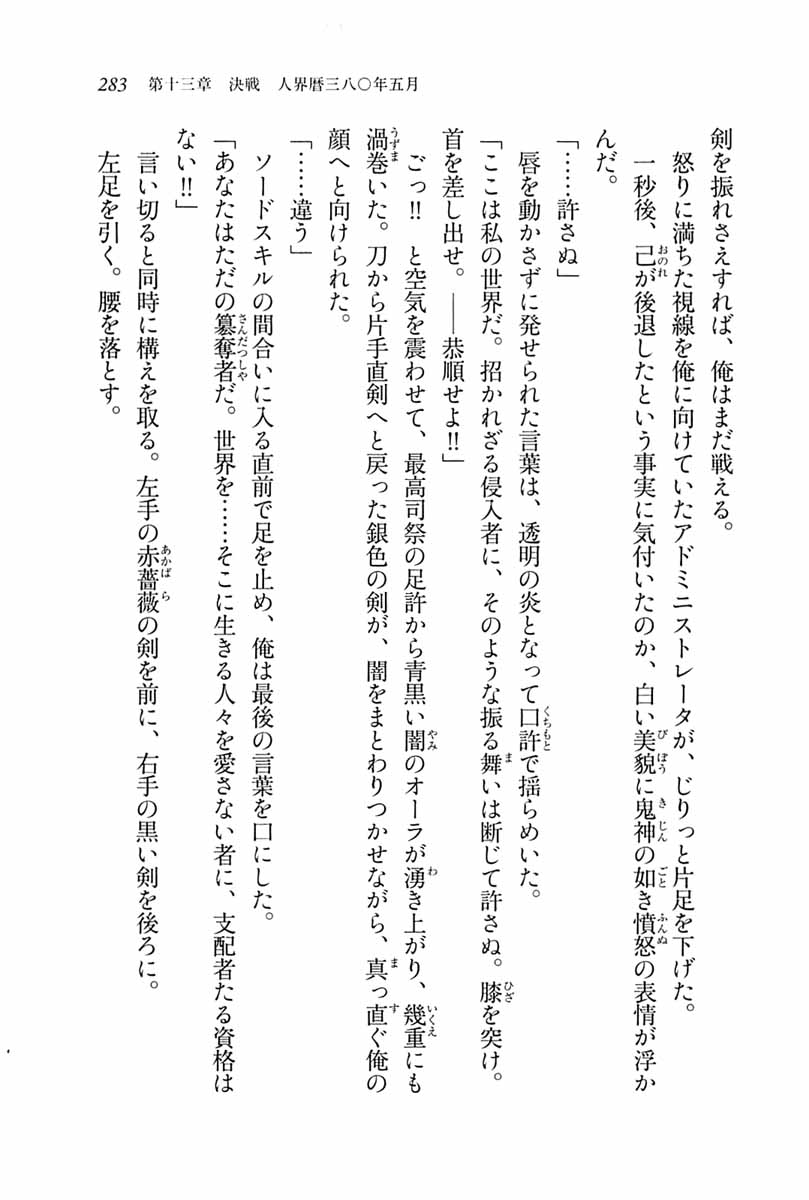 283　第十三章　決戦　人界暦三八〇年五月
剣を振れさえすれば、俺はまだ戦える。
怒りに満ちた視線を俺に向けていたアドミニストレータが、じりっと片足を下げた。
一秒後、己が後退したという事実に気付いたのか、白い美貌に鬼神の如き憤怒の表情が浮か
んだ。
「……許さぬ」
唇を動かさずに発せられた言葉は、透明の炎となって口許で揺らめいた。
「ここは私の世界だ。招かれざる侵入者に、そのような振る舞いは断じて許さぬ。膝を突け。
首を差し出せ。――恭順せよ!!」
ごっ!!　と空気を震わせて、最高司祭の足許から青黒い闇のオーラが湧き上がり、幾重にも
渦巻いた。刀から片手直剣へと戻った銀色の剣が、闇をまとわりつかせながら、真っ直ぐ俺の
顔へと向けられた。
「……違う」
ソードスキルの間合いに入る直前で足を止め、俺は最後の言葉を口にした。
「あなたはただの簒奪者だ。世界を……そこに生きる人々を愛さない者に、支配者たる資格は
ない!!」
言い切ると同時に構えを取る。左手の赤薔薇の剣を前に、右手の黒い剣を後ろに。
左足を引く。腰を落とす。